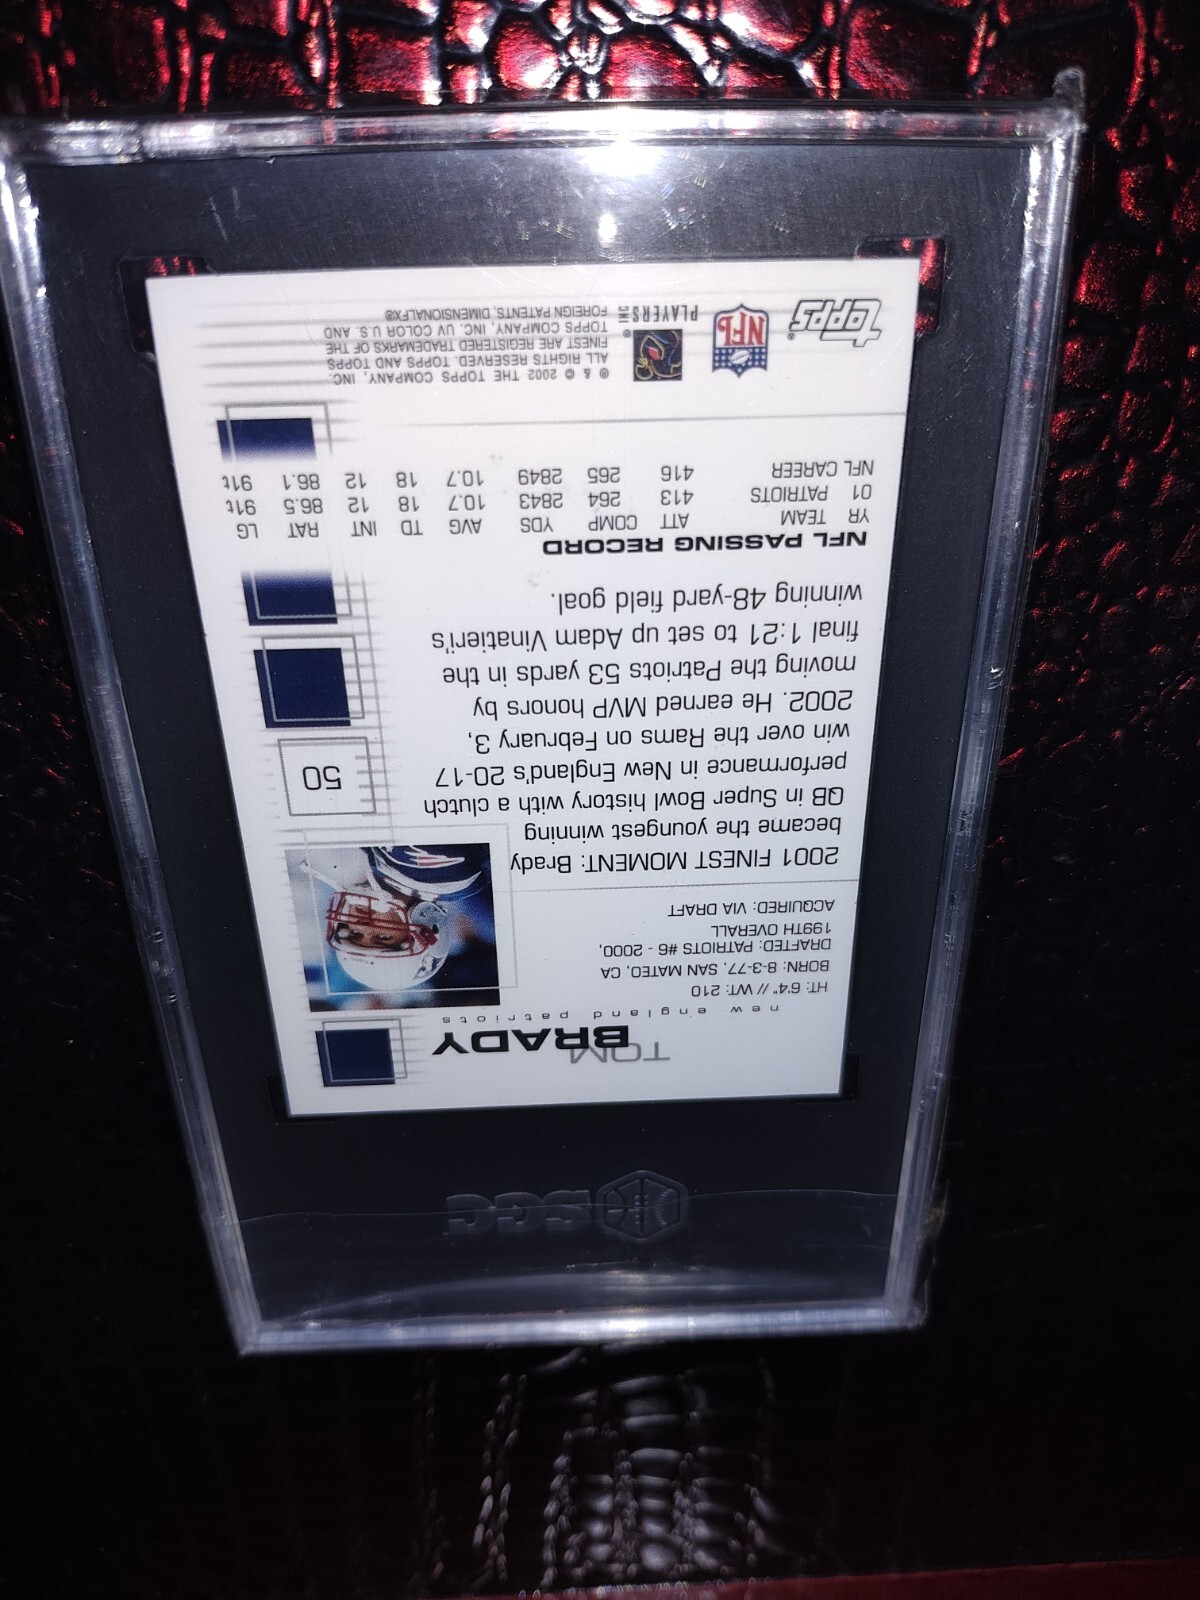 SGC
TOM
BRADY
new england patriots
HT: 6'4" // WT: 210
BORN: 8-3-77, SAN MATEO, CA
DRAFTED: PATRIOTS #6 - 2000,
199TH OVERALL
ACQUIRED: VIA DRAFT
2001 FINEST MOMENT: Brady
became the youngest winning
QB in Super Bowl history with a clutch
performance in New England's 20-17
win over the Rams on February 3,
2002. He earned MVP honors by
moving the Patriots 53 yards in the
final 1:21 to set up Adam Vinatieri's
winning 48-yard field goal.
50
NFL PASSING RECORD
YR TEAM ATT COMP YDS AVG TD INT RAT LG
01 PATRIOTS 413 264 2843 10.7 18 12 86.5 91t
NFL CAREER 416 265 2849 10.7 18 12 86.1 91t
® & © 2002 THE TOPPS COMPANY, INC.
ALL RIGHTS RESERVED. TOPPS AND TOPPS
FINEST ARE REGISTERED TRADEMARKS OF THE
TOPPS COMPANY, INC. UV COLOR U.S. AND
FOREIGN PATENTS, DIMENSIONALFX®
topps
NFL
PLAYERS INC